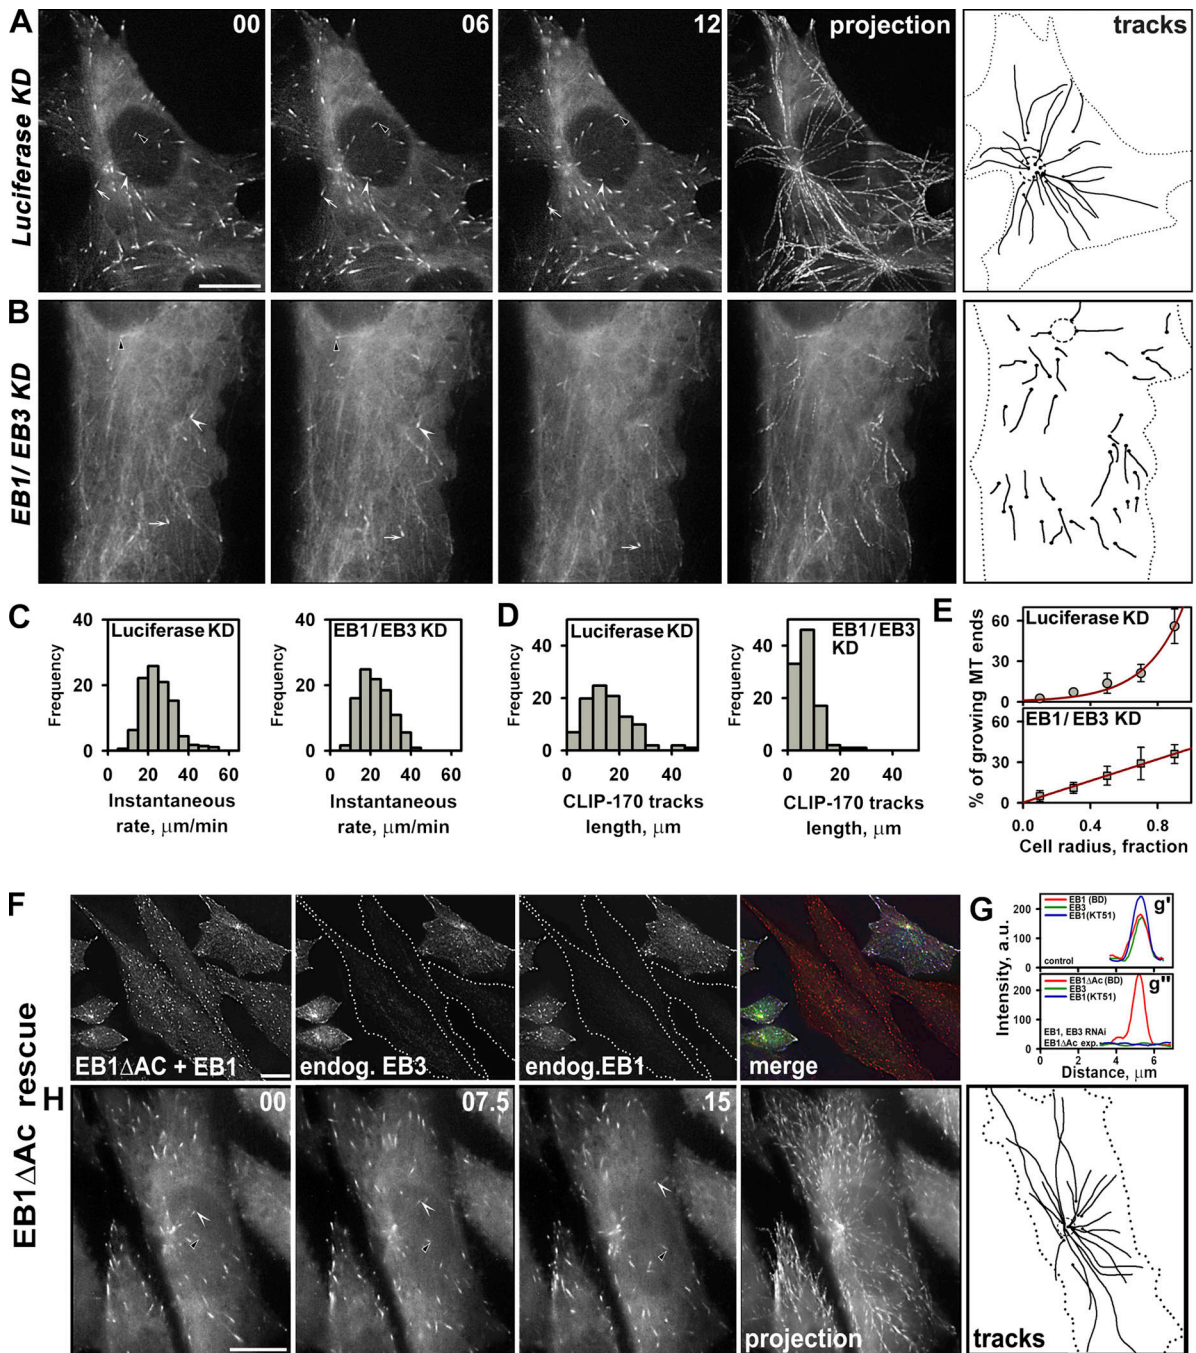 A
00
06
12
projection
tracks
Luciferase KD
B
EB1/ EB3 KD
C
Frequency
40
20
0
Luciferase KD
0 20 40 60
Instantaneous
rate, μm/min
Frequency
40
20
0
EB1/EB3 KD
0 20 40 60
Instantaneous
rate, μm/min
D
Frequency
40
20
0
Luciferase KD
0 20 40
CLIP-170 tracks
length, μm
40
20
0
EB1/EB3
KD
0 20 40
CLIP-170 tracks
length, μm
E
% of growing MT ends
60
30
0
Luciferase KD
60
30
0
EB1/EB3 KD
0.0 0.4 0.8
Cell radius, fraction
EB1ΔAc rescue
F
EB1ΔAC + EB1
endog. EB3
endog.EB1
merge
G
Intensity, a.u.
200
100
0
EB1 (BD)
EB3
EB1(KT51)
g'
control
200
100
0
EB1ΔAc (BD)
EB3
EB1(KT51)
g"
EB1, EB3 RNAi
EB1ΔAc exp.
0 2 4 6
Distance, μm
H
00
07.5
15
projection
tracks